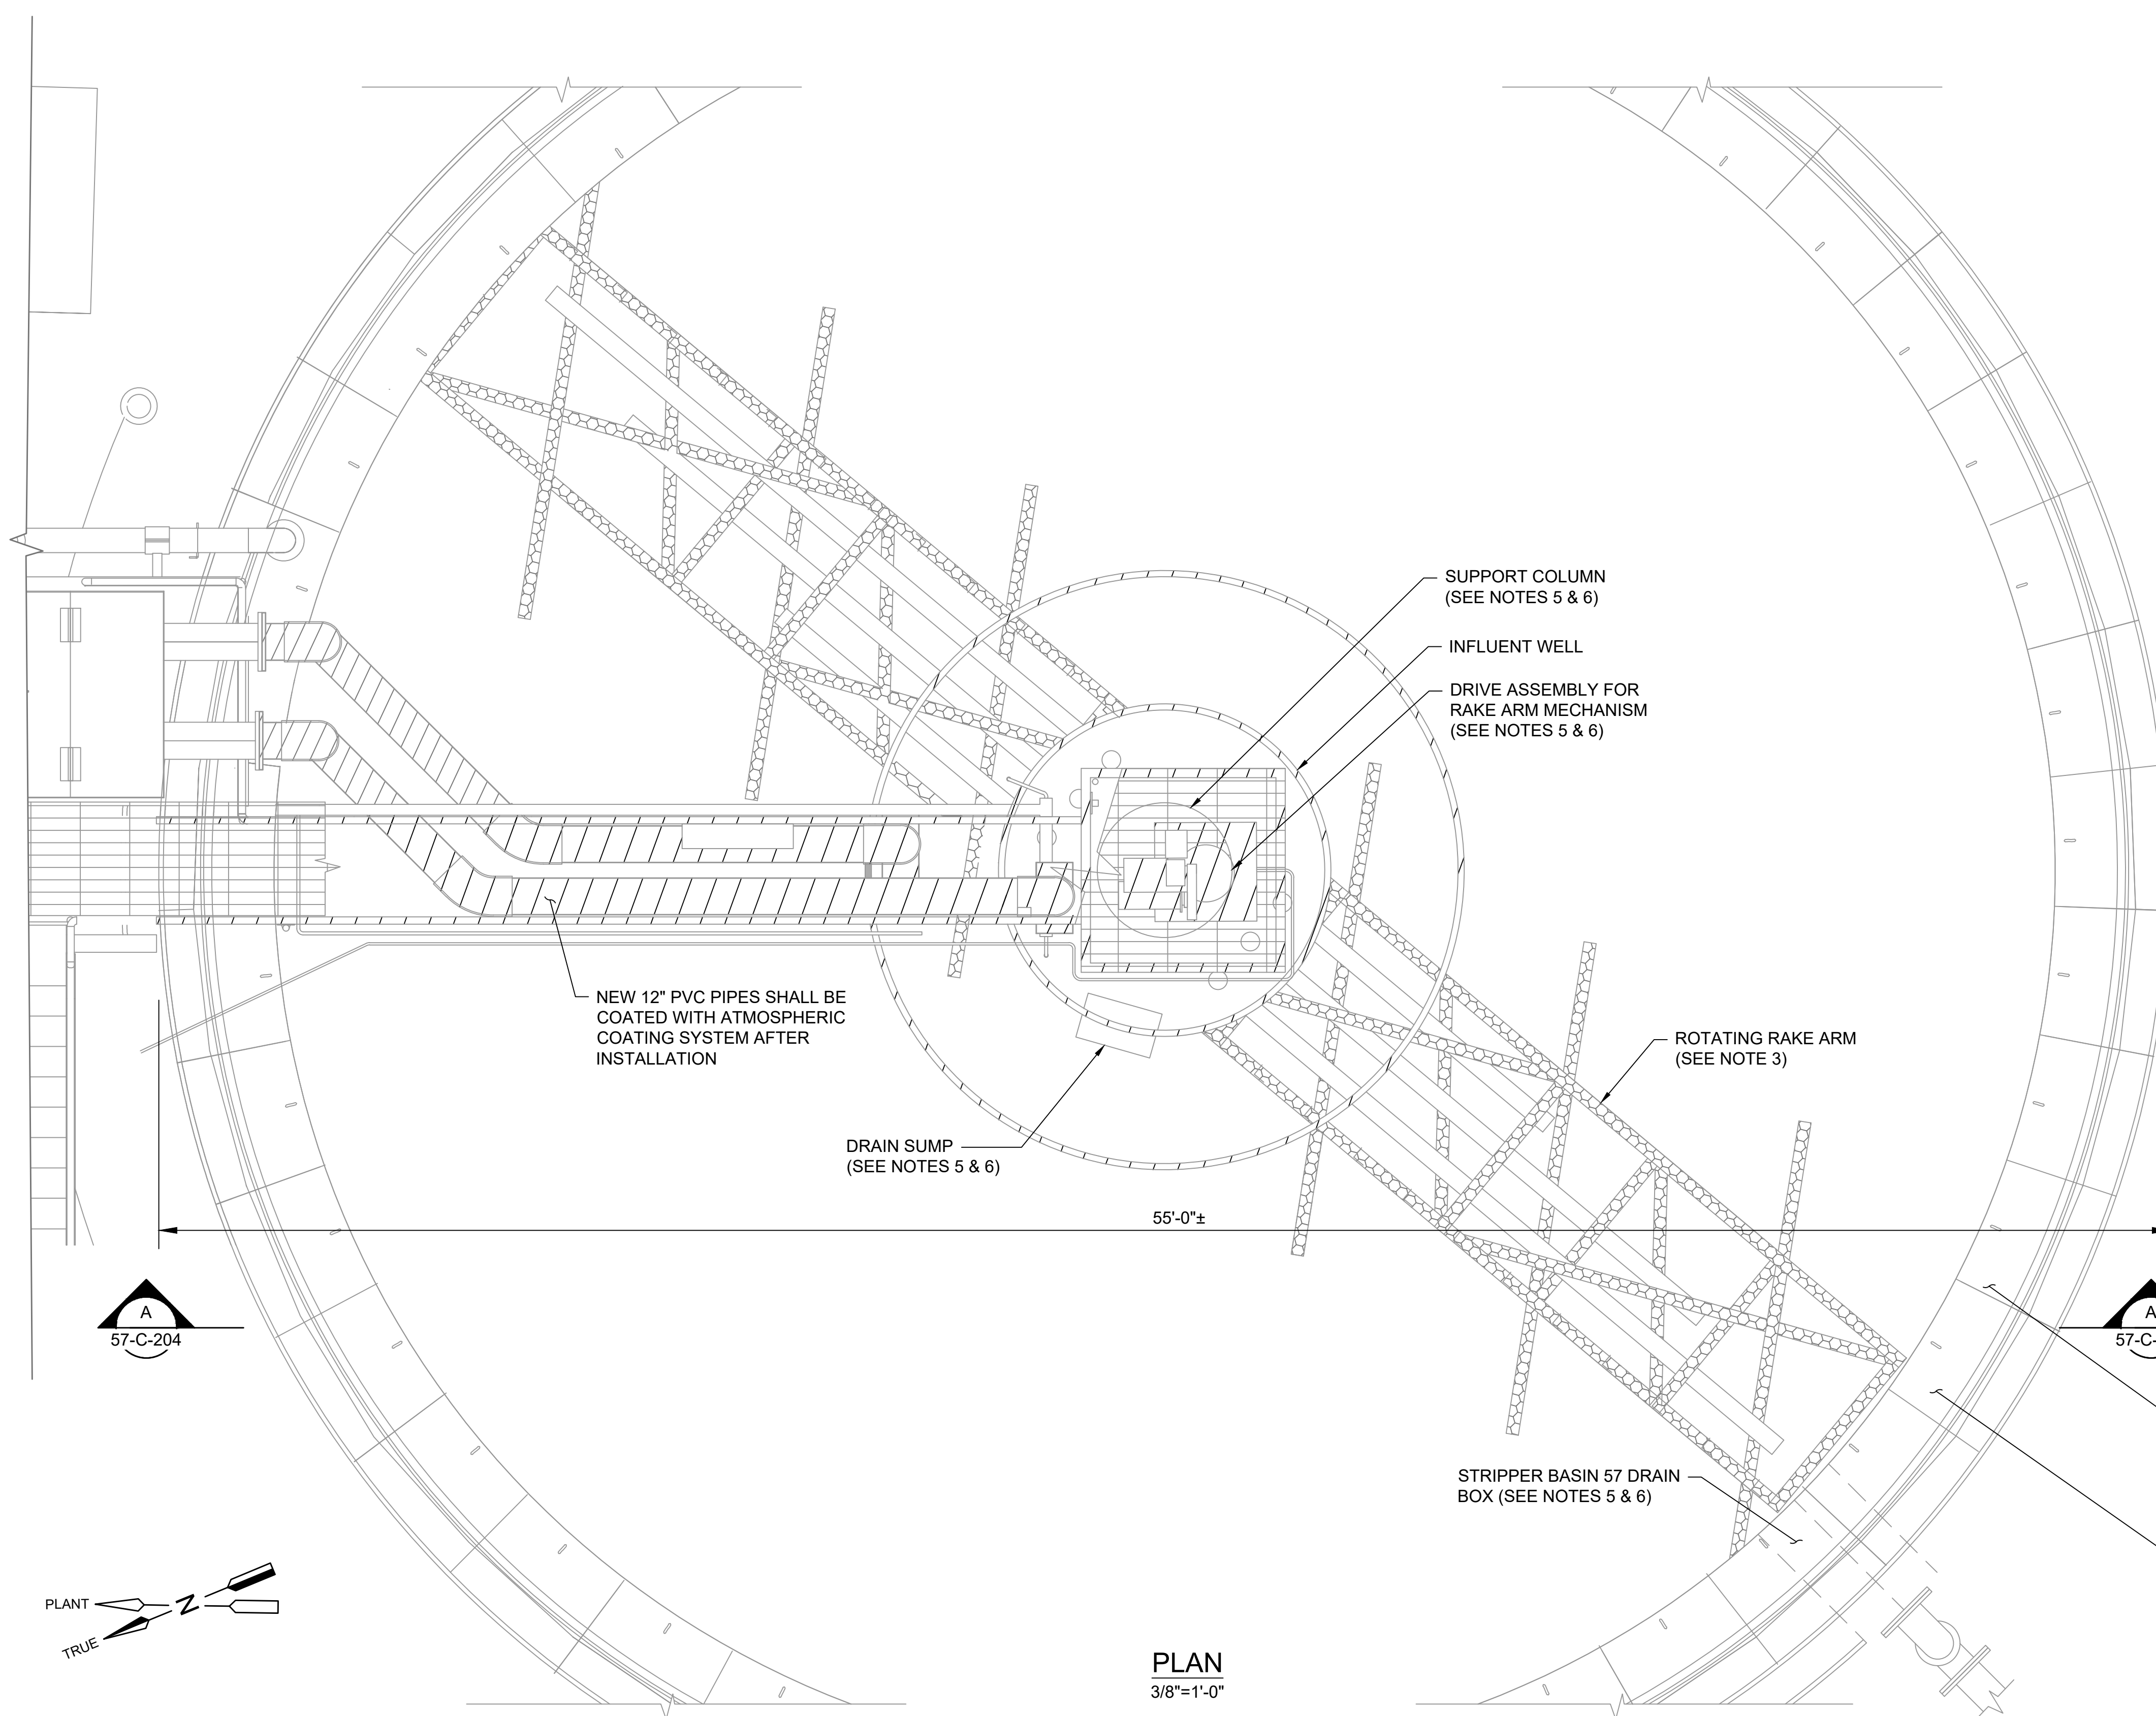 SUPPORT COLUMN
(SEE NOTES 5 & 6)
INFLUENT WELL
DRIVE ASSEMBLY FOR
RAKE ARM MECHANISM
(SEE NOTES 5 & 6)
NEW 12" PVC PIPES SHALL BE
COATED WITH ATMOSPHERIC
COATING SYSTEM AFTER
INSTALLATION
ROTATING RAKE ARM
(SEE NOTE 3)
DRAIN SUMP
(SEE NOTES 5 & 6)
55'-0"±
A
57-C-204
A
57-C-
STRIPPER BASIN 57 DRAIN
BOX (SEE NOTES 5 & 6)
PLANT
N
TRUE
PLAN
3/8"=1'-0"